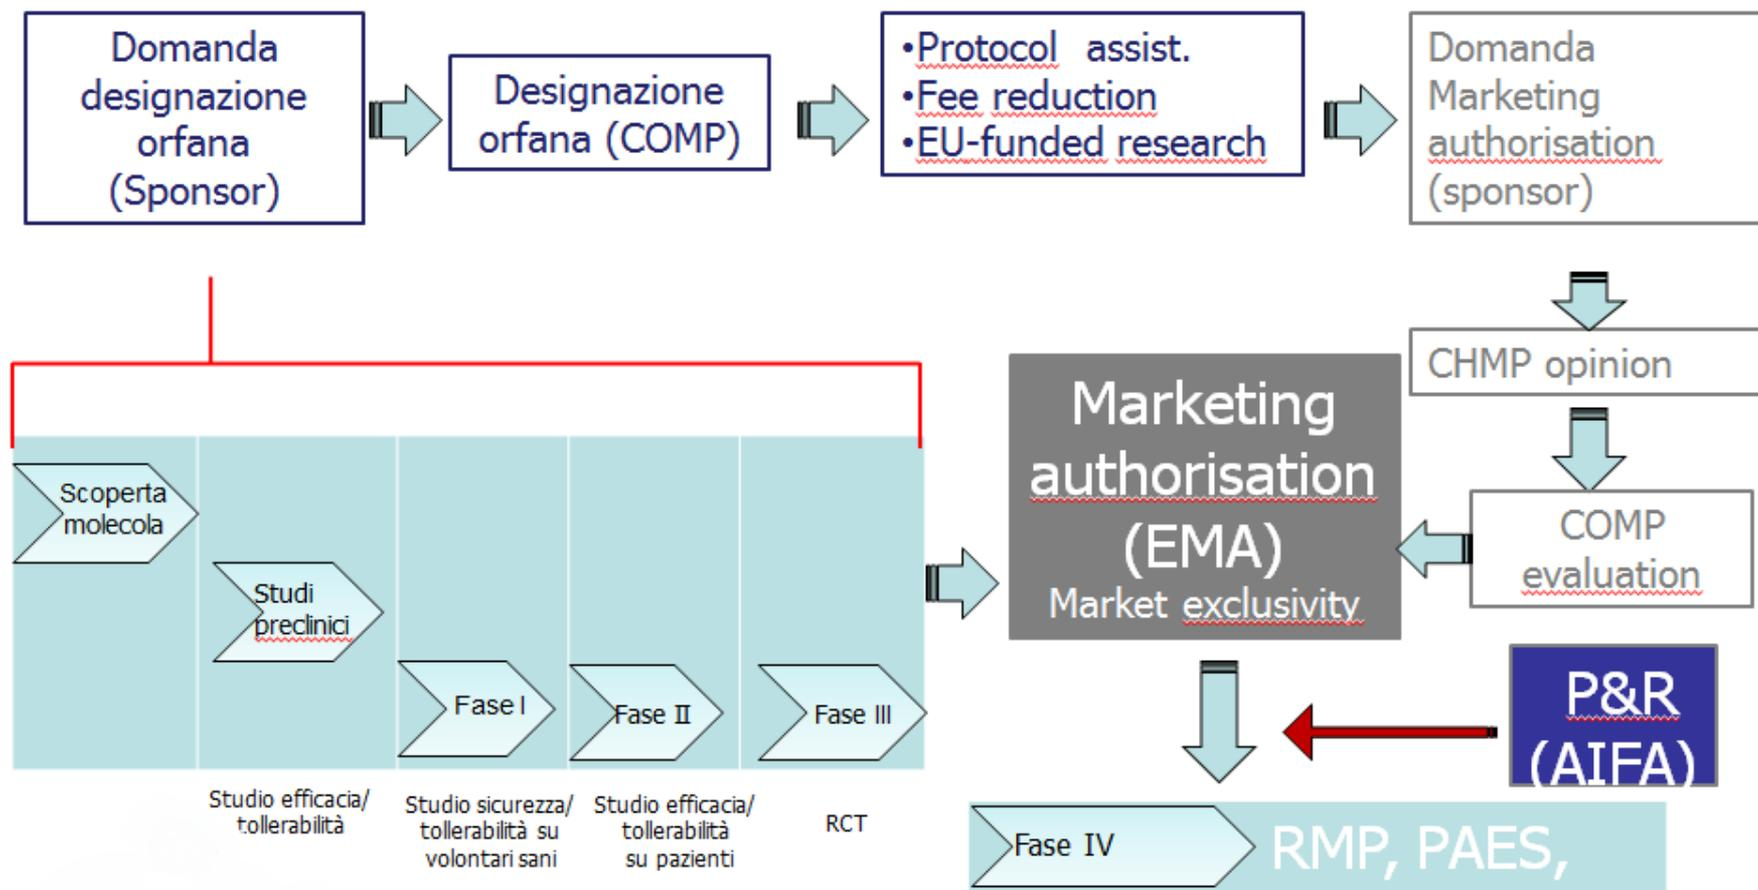 Domanda
designazione
orfana
(Sponsor)
Designazione
orfana (COMP)
•Protocol assist.
•Fee reduction
•EU-funded research
Domanda
Marketing
authorisation
(sponsor)
CHMP opinion
COMP
evaluation
Marketing
authorisation
(EMA)
Market exclusivity
P&R
(AIFA)
Scoperta
molecola
Studi
preclinici
Fase I
Fase II
Fase III
Studio efficacia/
tollerabilità
Studio sicurezza/
tollerabilità su
volontari sani
Studio efficacia/
tollerabilità
su pazienti
RCT
Fase IV
RMP, PAES,